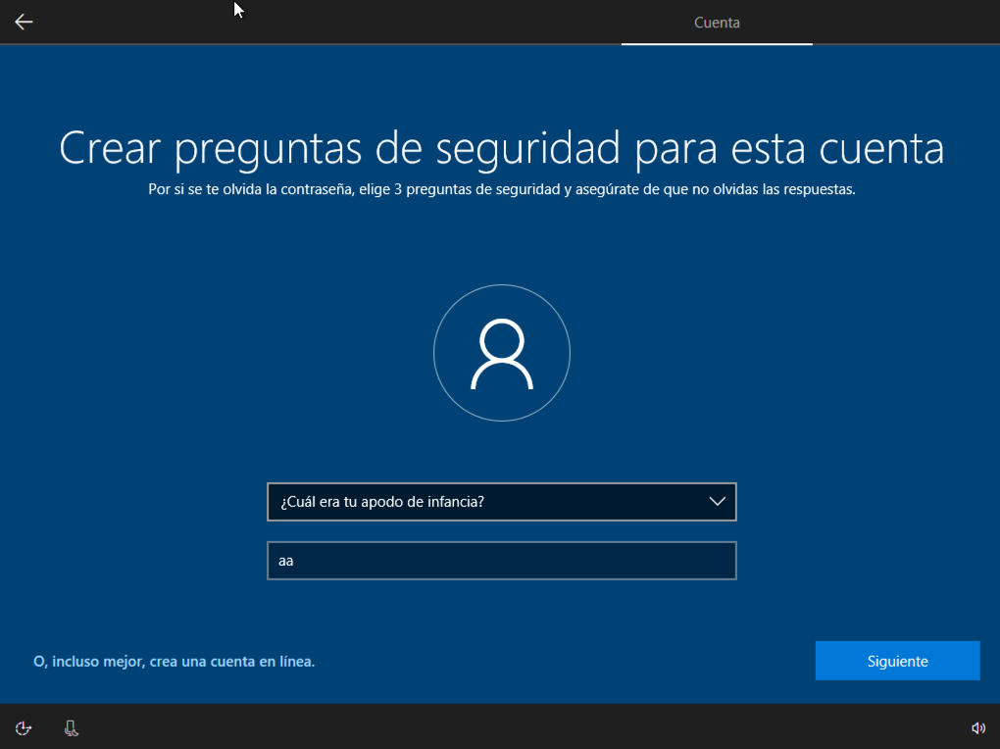 Cuenta
Crear preguntas de seguridad para esta cuenta
Por si se te olvida la contraseña, elige 3 preguntas de seguridad y asegúrate de que no olvidas las respuestas.
¿Cuál era tu apodo de infancia?
aa
O, incluso mejor, crea una cuenta en línea.
Siguiente